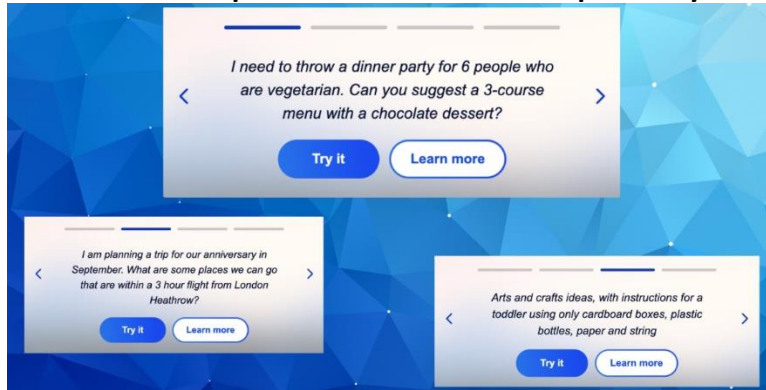 I need to throw a dinner party for 6 people who
are vegetarian. Can you suggest a 3-course
menu with a chocolate dessert?
Try it
Learn more
I am planning a trip for our anniversary in
September. What are some places we can go
that are within a 3 hour flight from London
Heathrow?
Try it
Learn more
Arts and crafts ideas, with instructions for a
toddler using only cardboard boxes, plastic
bottles, paper and string
Try it
Learn more